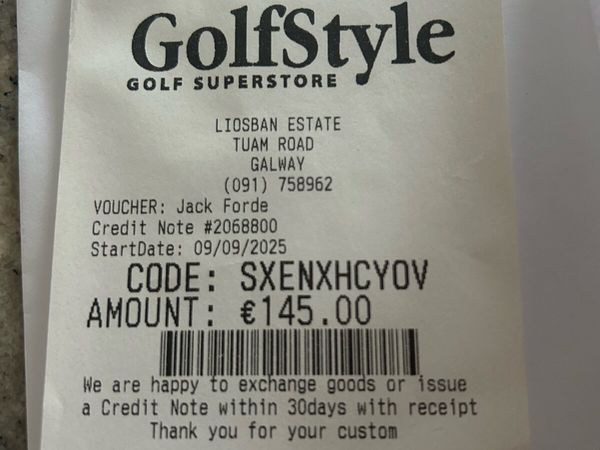 GolfStyle
GOLF SUPERSTORE
LIOSBAN ESTATE
TUAM ROAD
GALWAY
(091) 758962
VOUCHER: Jack Forde
Credit Note #2068800
StartDate: 09/09/2025
CODE: SXENXHCYOV
AMOUNT: €145.00
We are happy to exchange goods or issue
a Credit Note within 30days with receipt
Thank you for your custom